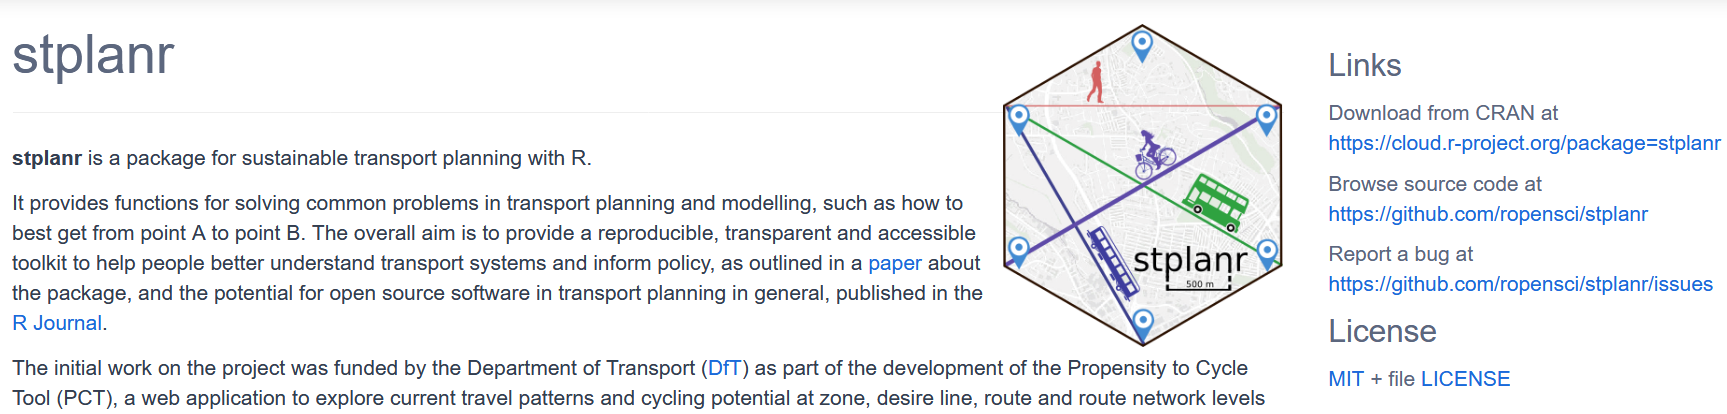 stplanr
stplanr is a package for sustainable transport planning with R.
It provides functions for solving common problems in transport planning and modelling, such as how to
best get from point A to point B. The overall aim is to provide a reproducible, transparent and accessible
toolkit to help people better understand transport systems and inform policy, as outlined in a paper about
the package, and the potential for open source software in transport planning in general, published in the
R Journal.
The initial work on the project was funded by the Department of Transport (DfT) as part of the development of the Propensity to Cycle
Tool (PCT), a web application to explore current travel patterns and cycling potential at zone, desire line, route and route network levels
stplanr
500 m
Links
Download from CRAN at
https://cloud.r-project.org/package=stplanr
Browse source code at
https://github.com/ropensci/stplanr
Report a bug at
https://github.com/ropensci/stplanr/issues
License
MIT + file LICENSE